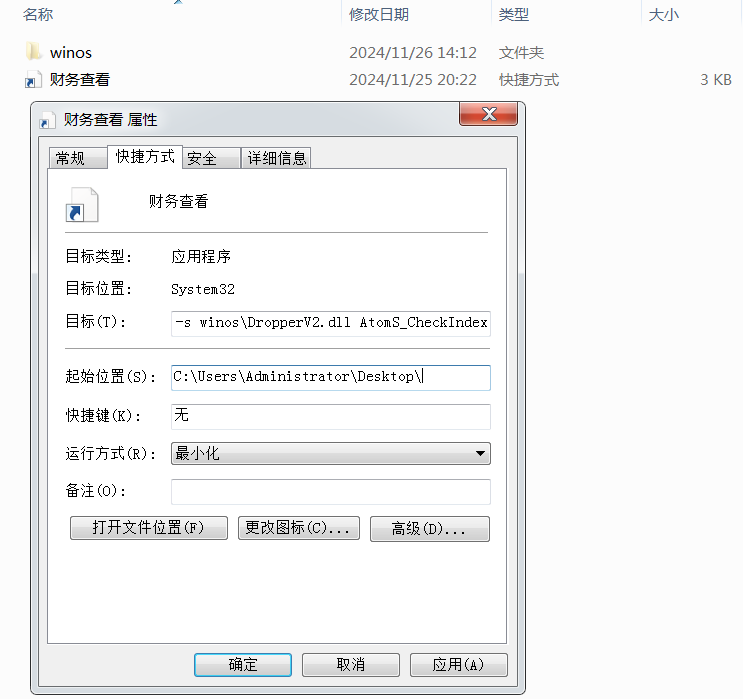 名称 修改日期 类型 大小
winos 2024/11/26 14:12 文件夹
财务查看 2024/11/25 20:22 快捷方式 3 KB
财务查看 属性
常规 快捷方式 安全 详细信息
财务查看
目标类型: 应用程序
目标位置: System32
目标(T): -s winos\DropperV2.dll AtomS_CheckIndex
起始位置(S): C:\Users\Administrator\Desktop\
快捷键(K): 无
运行方式(R): 最小化
备注(O):
打开文件位置(F) 更改图标(C)... 高级(D)...
确定 取消 应用(A)